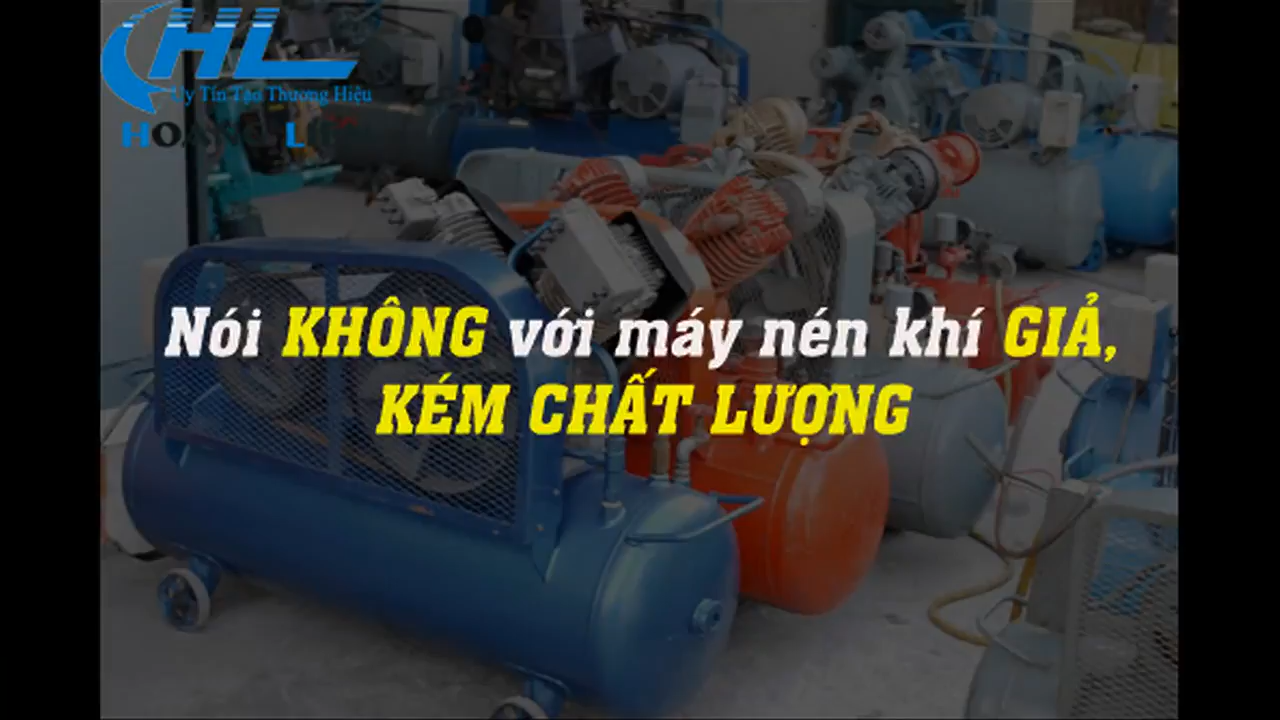 HL
Uy Tín Tạo Thương Hiệu
Nói KHÔNG với máy nén khí GIẢ,
KÉM CHẤT LƯỢNG